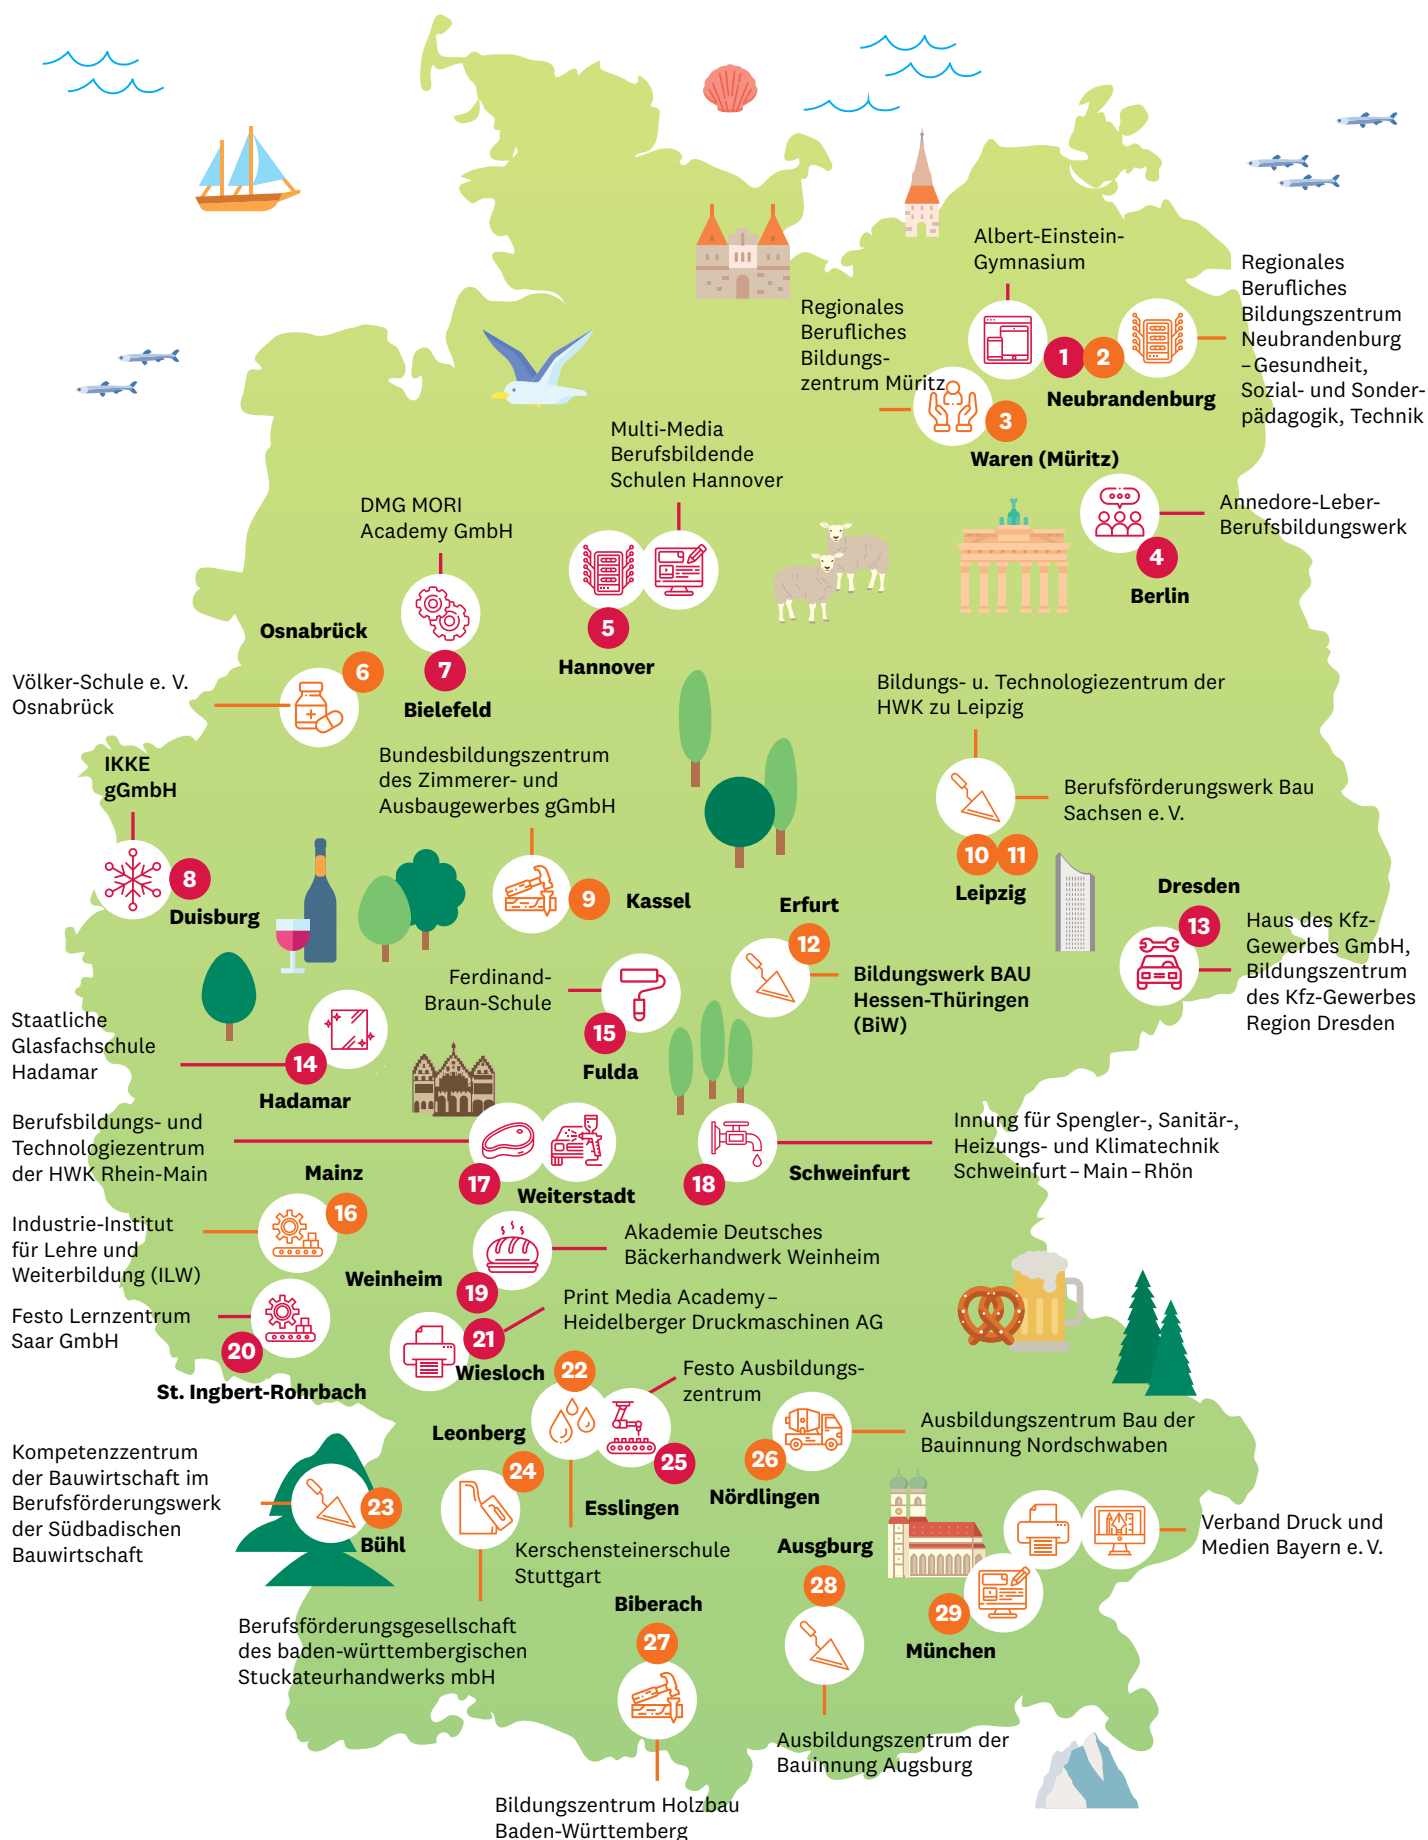 Albert-Einstein-
Gymnasium
Regionales
Berufliches
Bildungszentrum
Neubrandenburg
– Gesundheit,
Sozial- und Sonder-
pädagogik, Technik
1
2
Neubrandenburg
Regionales
Berufliches
Bildungs-
zentrum Müritz
3
Waren (Müritz)
Multi-Media
Berufsbildende
Schulen Hannover
5
Hannover
Annedore-Leber-
Berufsbildungswerk
4
Berlin
DMG MORI
Academy GmbH
7
Bielefeld
Osnabrück
6
Völker-Schule e. V.
Osnabrück
Bildungs- u. Technologiezentrum der
HWK zu Leipzig
Berufsförderungswerk Bau
Sachsen e. V.
10
11
Leipzig
IKKE
gGmbH
8
Duisburg
Bundesbildungszentrum
des Zimmerer- und
Ausbaugewerbes gGmbH
9
Kassel
Dresden
13
Haus des Kfz-
Gewerbes GmbH,
Bildungszentrum
des Kfz-Gewerbes
Region Dresden
Erfurt
12
Bildungswerk BAU
Hessen-Thüringen
(BiW)
Ferdinand-
Braun-Schule
15
Fulda
Staatliche
Glasfachschule
Hadamar
14
Hadamar
Berufsbildungs- und
Technologiezentrum
der HWK Rhein-Main
17
Weiterstadt
18
Schweinfurt
Innung für Spengler-, Sanitär-,
Heizungs- und Klimatechnik
Schweinfurt – Main – Rhön
Mainz
16
Industrie-Institut
für Lehre und
Weiterbildung (ILW)
Akademie Deutsches
Bäckerhandwerk Weinheim
Weinheim
19
Festo Lernzentrum
Saar GmbH
20
St. Ingbert-Rohrbach
Print Media Academy –
Heidelberger Druckmaschinen AG
21
Wiesloch
22
Festo Ausbildungs-
zentrum
25
Esslingen
Leonberg
24
Kerschensteinerschule
Stuttgart
Berufsförderungsgesellschaft
des baden-württembergischen
Stuckateurhandwerks mbH
Ausbildungszentrum Bau der
Bauinnung Nordschwaben
26
Nördlingen
Kompetenzzentrum
der Bauwirtschaft im
Berufsförderungswerk
der Südbadischen
Bauwirtschaft
23
Bühl
Verband Druck und
Medien Bayern e. V.
29
München
Ausgburg
28
Ausbildungszentrum der
Bauinnung Augsburg
Biberach
27
Bildungszentrum Holzbau
Baden-Württemberg